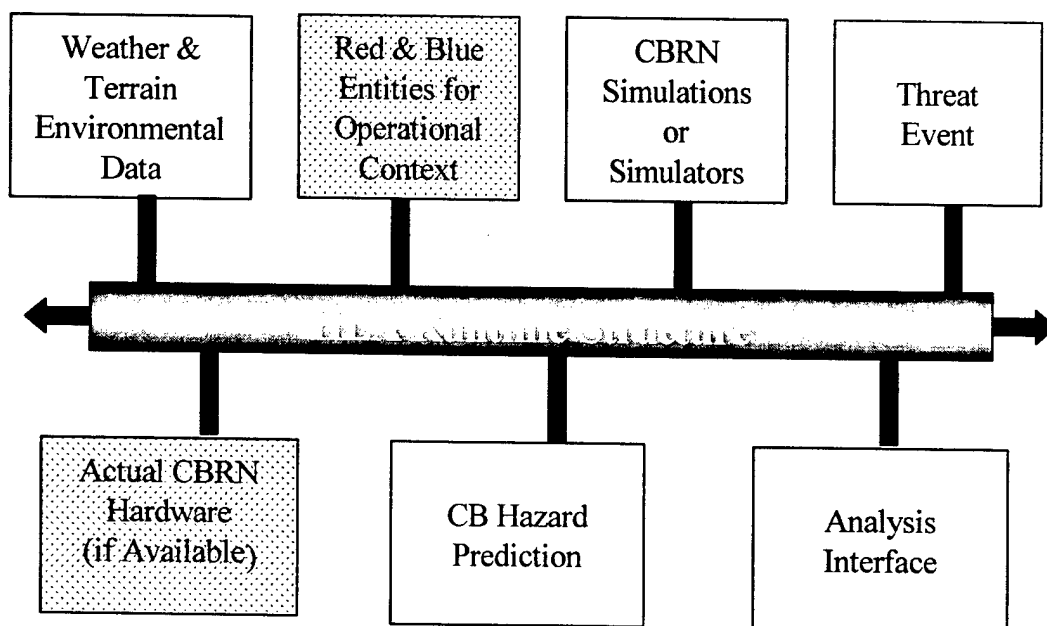 Weather &
Terrain
Environmental
Data
Red & Blue
Entities for
Operational
Context
CBRN
Simulations
or
Simulators
Threat
Event
Actual CBRN
Hardware
(if Available)
CB Hazard
Prediction
Analysis
Interface